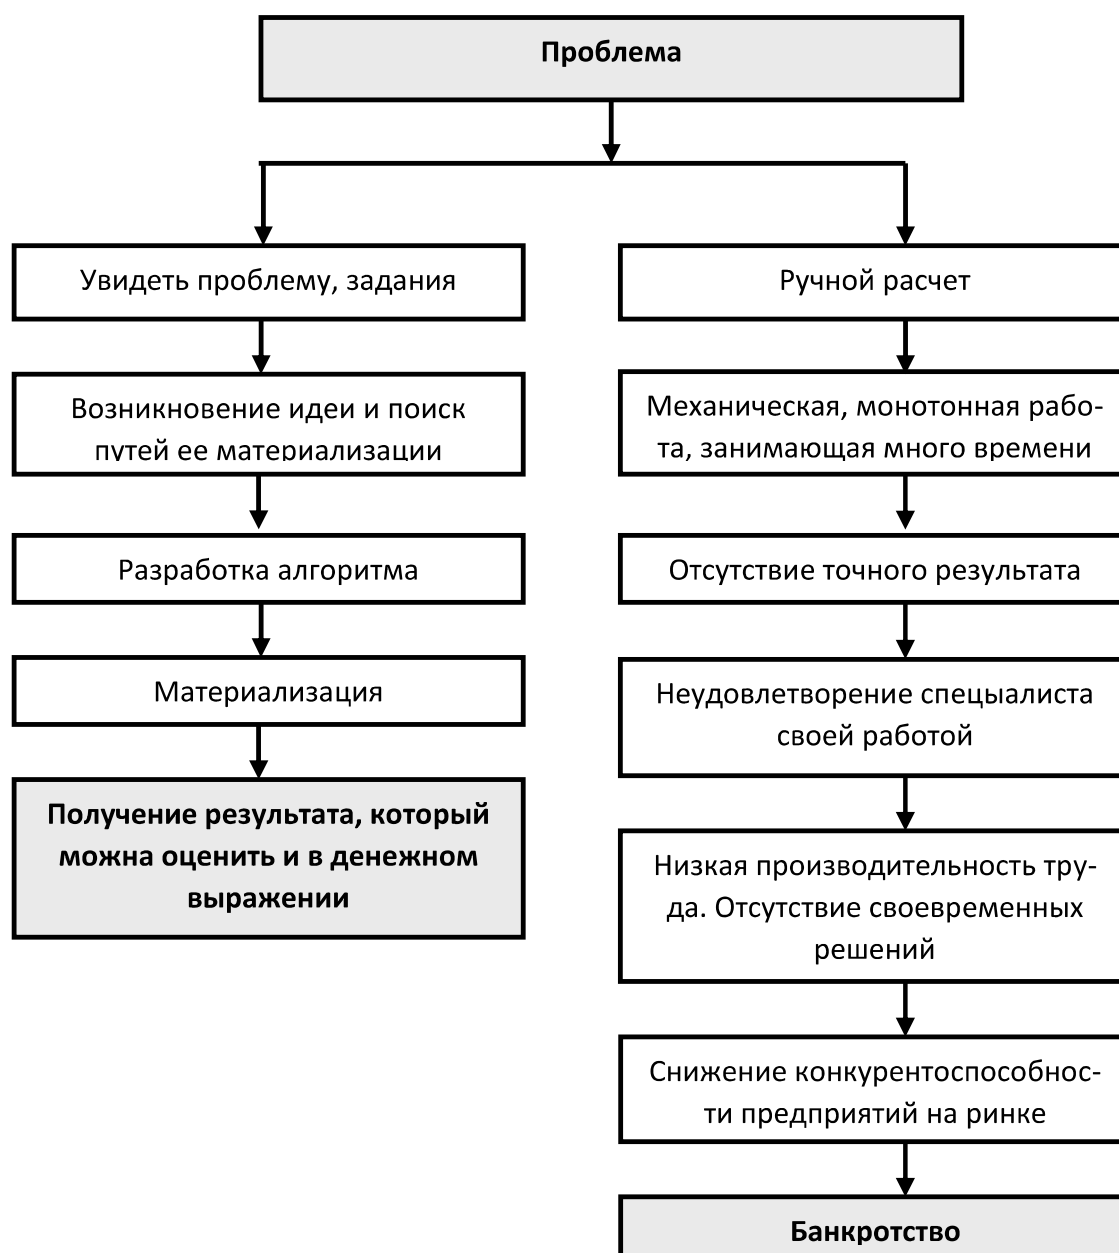 Проблема
Увидеть проблему, задания
Возникновение идеи и поиск
путей ее материализации
Разработка алгоритма
Материализация
Получение результата, который
можна оценить и в денежном
выражении
Ручной расчет
Механическая, монотонная рабо-
та, занимающая много времени
Отсутствие точного результата
Неудовлетворение спецыалиста
своей работой
Низкая производительность тру-
да. Отсутствие своевременных
решений
Снижение конкурентоспособнос-
ти предприятий на ринке
Банкротство